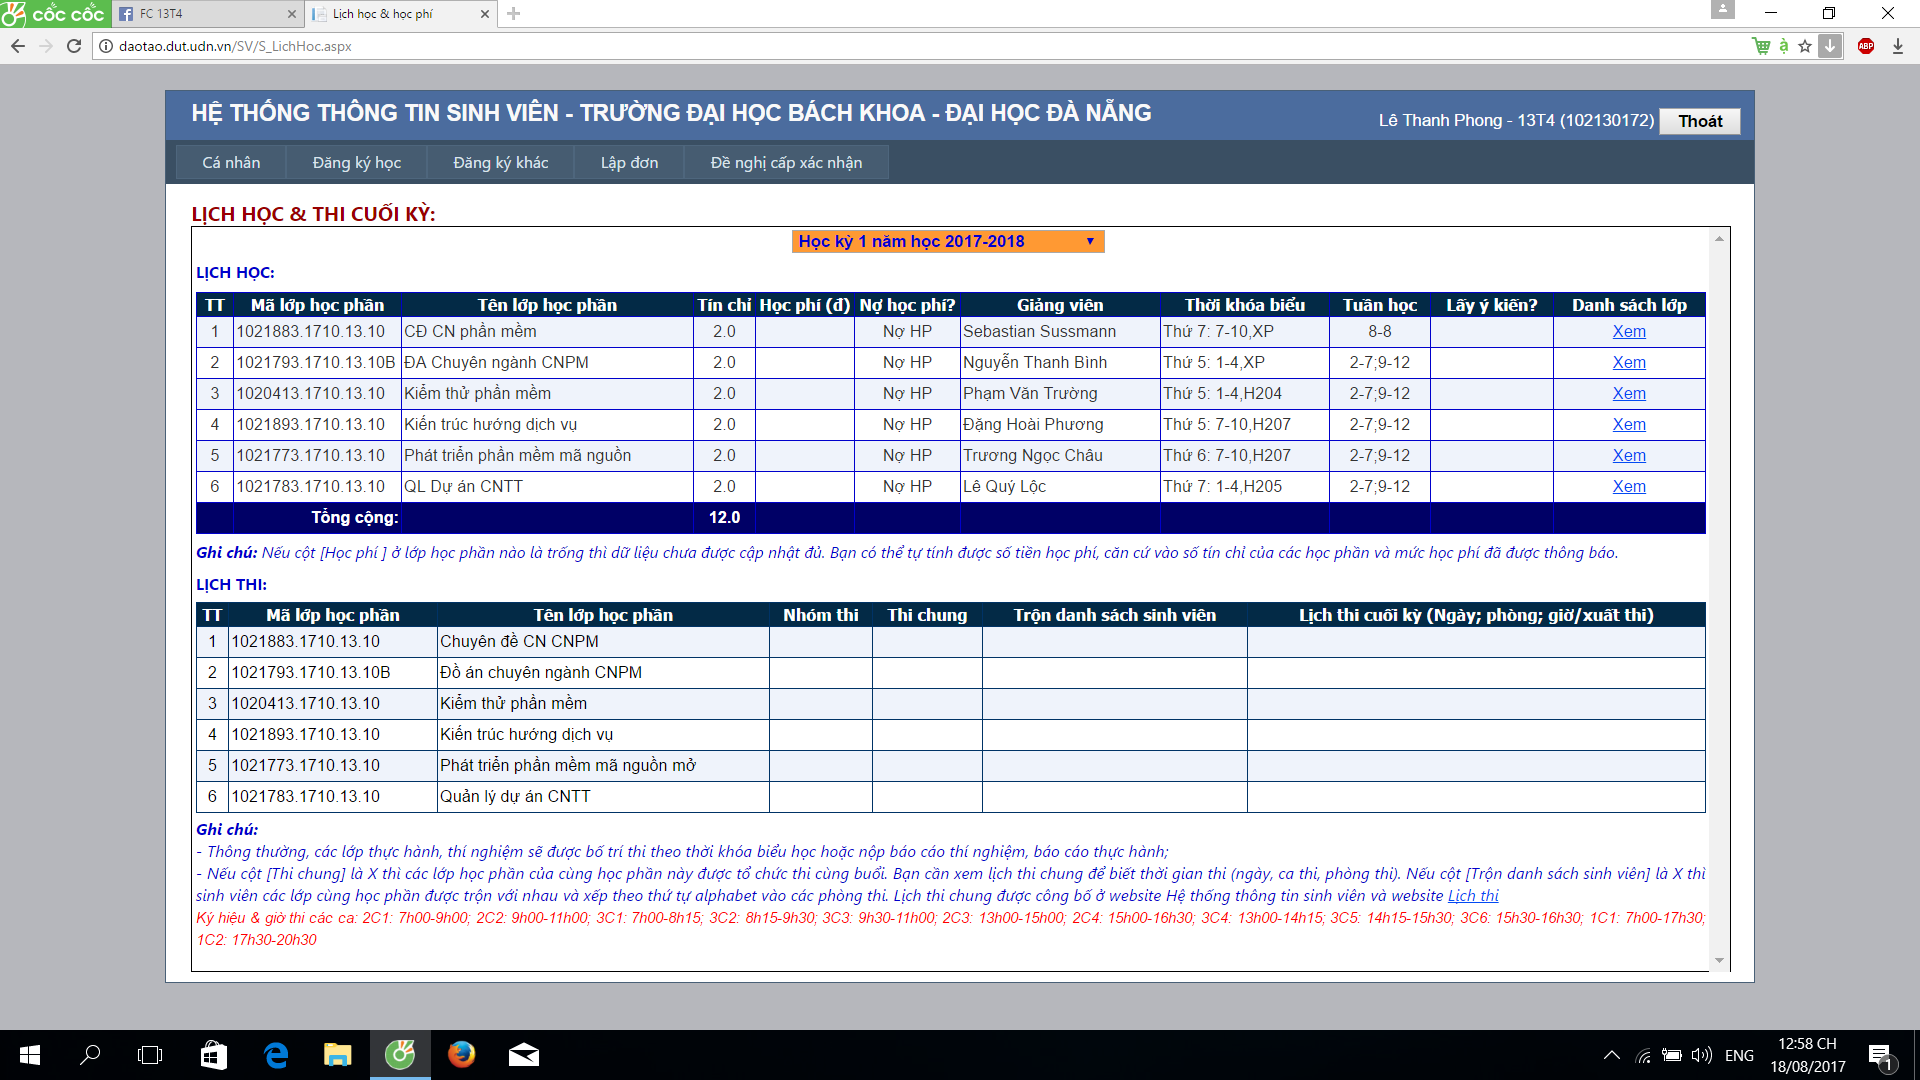 cốc cốc
FC 13T4
Lịch học & học phí
daotao.dut.udn.vn/SV/S_LichHoc.aspx
ABP
HỆ THỐNG THÔNG TIN SINH VIÊN - TRƯỜNG ĐẠI HỌC BÁCH KHOA - ĐẠI HỌC ĐÀ NẴNG
Lê Thanh Phong - 13T4 (102130172) Thoát
Cá nhân Đăng ký học Đăng ký khác Lập đơn Đề nghị cấp xác nhận
LỊCH HỌC & THI CUỐI KỲ:
Học kỳ 1 năm học 2017-2018
LỊCH HỌC:
TT Mã lớp học phần Tên lớp học phần Tín chỉ Học phí (đ) Nợ học phí? Giảng viên Thời khóa biểu Tuần học Lấy ý kiến? Danh sách lớp
1 1021883.1710.13.10 CĐ CN phần mềm 2.0 Nợ HP Sebastian Sussmann Thứ 7: 7-10,XP 8-8 Xem
2 1021793.1710.13.10B ĐA Chuyên ngành CNPM 2.0 Nợ HP Nguyễn Thanh Bình Thứ 5: 1-4,XP 2-7;9-12 Xem
3 1020413.1710.13.10 Kiểm thử phần mềm 2.0 Nợ HP Phạm Văn Trường Thứ 5: 1-4,H204 2-7;9-12 Xem
4 1021893.1710.13.10 Kiến trúc hướng dịch vụ 2.0 Nợ HP Đặng Hoài Phương Thứ 5: 7-10,H207 2-7;9-12 Xem
5 1021773.1710.13.10 Phát triển phần mềm mã nguồn 2.0 Nợ HP Trương Ngọc Châu Thứ 6: 7-10,H207 2-7;9-12 Xem
6 1021783.1710.13.10 QL Dự án CNTT 2.0 Nợ HP Lê Quý Lộc Thứ 7: 1-4,H205 2-7;9-12 Xem
Tổng cộng: 12.0
Ghi chú: Nếu cột [Học phí ] ở lớp học phần nào là trống thì dữ liệu chưa được cập nhật đủ. Bạn có thể tự tính được số tiền học phí, căn cứ vào số tín chỉ của các học phần và mức học phí đã được thông báo.
LỊCH THI:
TT Mã lớp học phần Tên lớp học phần Nhóm thi Thi chung Trộn danh sách sinh viên Lịch thi cuối kỳ (Ngày; phòng; giờ/xuất thi)
1 1021883.1710.13.10 Chuyên đề CN CNPM
2 1021793.1710.13.10B Đồ án chuyên ngành CNPM
3 1020413.1710.13.10 Kiểm thử phần mềm
4 1021893.1710.13.10 Kiến trúc hướng dịch vụ
5 1021773.1710.13.10 Phát triển phần mềm mã nguồn mở
6 1021783.1710.13.10 Quản lý dự án CNTT
Ghi chú:
- Thông thường, các lớp thực hành, thí nghiệm sẽ được bố trí thi theo thời khóa biểu học hoặc nộp báo cáo thí nghiệm, báo cáo thực hành;
- Nếu cột [Thi chung] là X thì các lớp học phần của cùng học phần này được tổ chức thi cùng buổi. Bạn cần xem lịch thi chung để biết thời gian thi (ngày, ca thi, phòng thi). Nếu cột [Trộn danh sách sinh viên] là X thì
sinh viên các lớp cùng học phần được trộn với nhau và xếp theo thứ tự alphabet vào các phòng thi. Lịch thi chung được công bố ở website Hệ thống thông tin sinh viên và website Lịch thi
Ký hiệu & giờ thi các ca: 2C1: 7h00-9h00; 2C2: 9h00-11h00; 3C1: 7h00-8h15; 3C2: 8h15-9h30; 3C3: 9h30-11h00; 2C3: 13h00-15h00; 2C4: 15h00-16h30; 3C4: 13h00-14h15; 3C5: 14h15-15h30; 3C6: 15h30-16h30; 1C1: 7h00-17h30;
1C2: 17h30-20h30
ENG
12:58 CH
18/08/2017
1